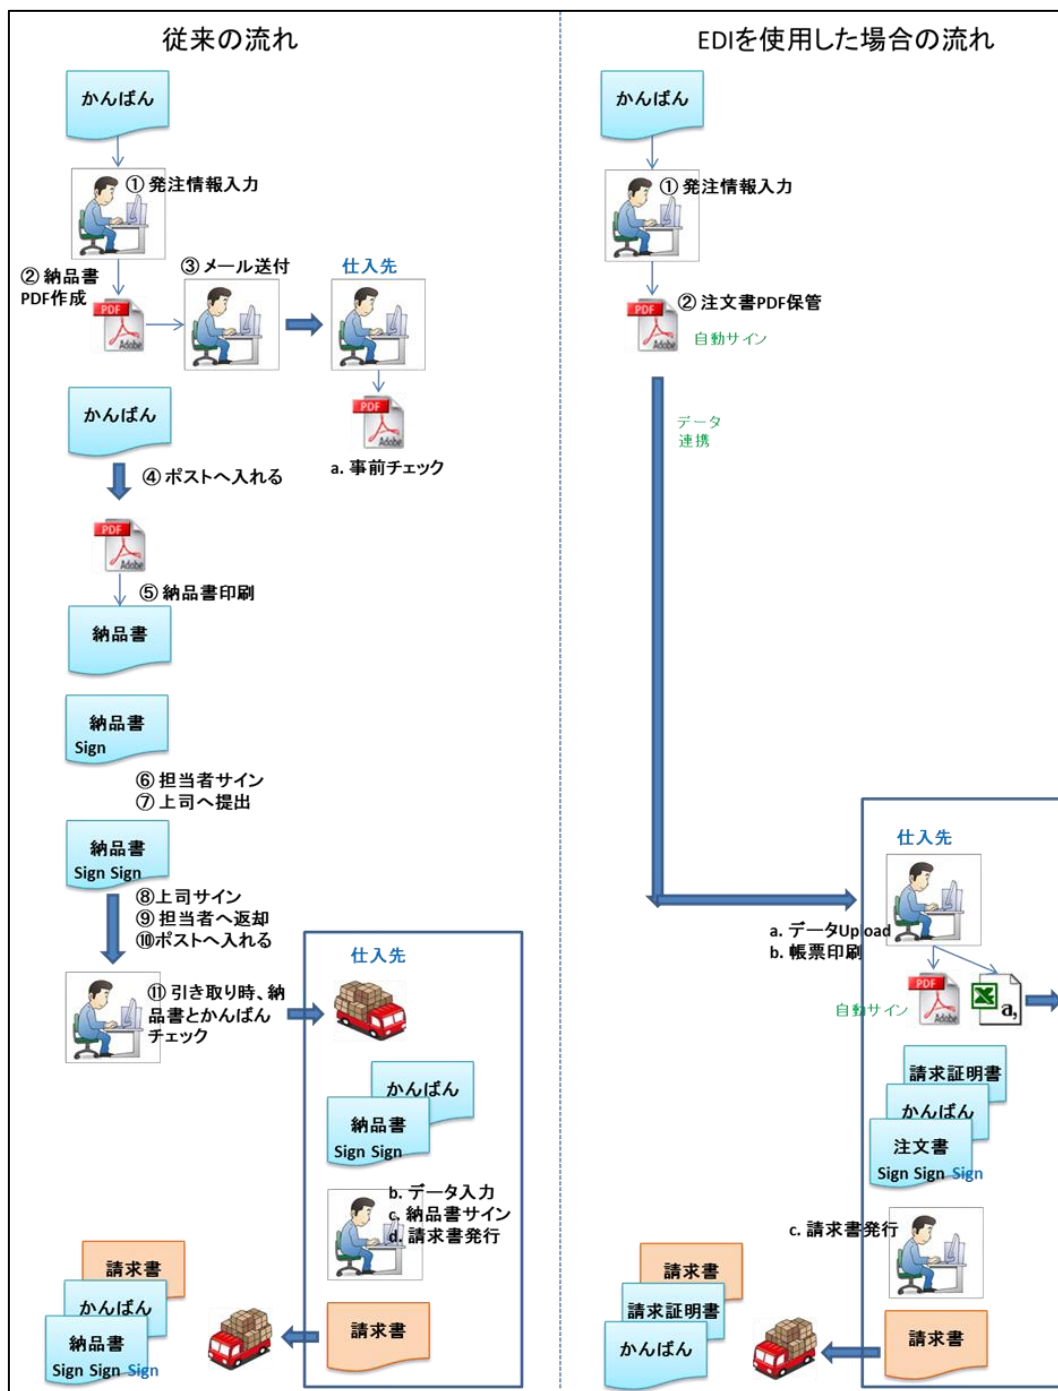 従来の流れ
かんばん
① 発注情報入力
② 納品書
PDF作成
③ メール送付
仕入先
PDF
Adobe
PDF
Adobe
a. 事前チェック
かんばん
④ ポストへ入れる
PDF
Adobe
⑤ 納品書印刷
納品書
納品書
Sign
⑥ 担当者サイン
⑦ 上司へ提出
納品書
Sign Sign
⑧上司サイン
⑨ 担当者へ返却
⑩ポストへ入れる
⑪ 引き取り時、納
品書とかんばん
チェック
仕入先
かんばん
納品書
Sign Sign
b. データ入力
c. 納品書サイン
d. 請求書発行
請求書
かんばん
納品書
Sign Sign Sign
請求書
EDIを使用した場合の流れ
かんばん
① 発注情報入力
PDF
Adobe
② 注文書PDF保管
自動サイン
データ
連携
仕入先
a. データUpload
b. 帳票印刷
自動サイン
PDF
Adobe
a,
請求証明書
かんばん
注文書
Sign Sign Sign
c. 請求書発行
請求書
請求証明書
かんばん
請求書